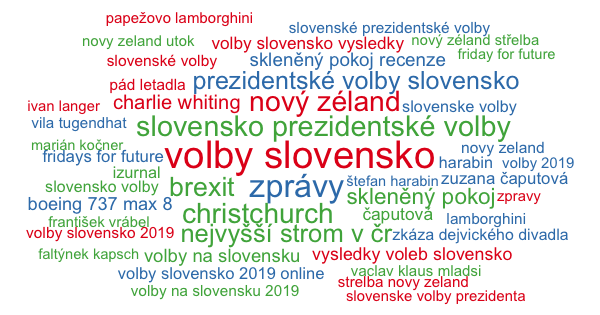 papežovo lamborghini
slovenské prezidentské volby
novy zeland utok
volby slovensko vysledky
nový zéland střelba
slovenské volby
skleněný pokoj recenze
friday for future
pád letadla
prezidentské volby slovensko
ivan langer
charlie whiting
nový zéland
slovenske volby
vila tugendhat
slovensko prezidentské volby
marián kočner
fridays for future
volby slovensko
novy zeland
harabin
volby 2019
izurnal
slovensko volby
brexit
zprávy
štefan harabin
zuzana čaputová
boeing 737 max 8
christchurch
skleněný pokoj
zpravy
františek vrábel
čaputová
lamborghini
volby slovensko 2019
nejvyšší strom v čr
zkáza dejvického divadla
faltýnek kapsch
volby na slovensku
vysledky voleb slovensko
volby slovensko 2019 online
vaclav klaus mladsi
strelba novy zeland
volby na slovensku 2019
slovenske volby prezidenta